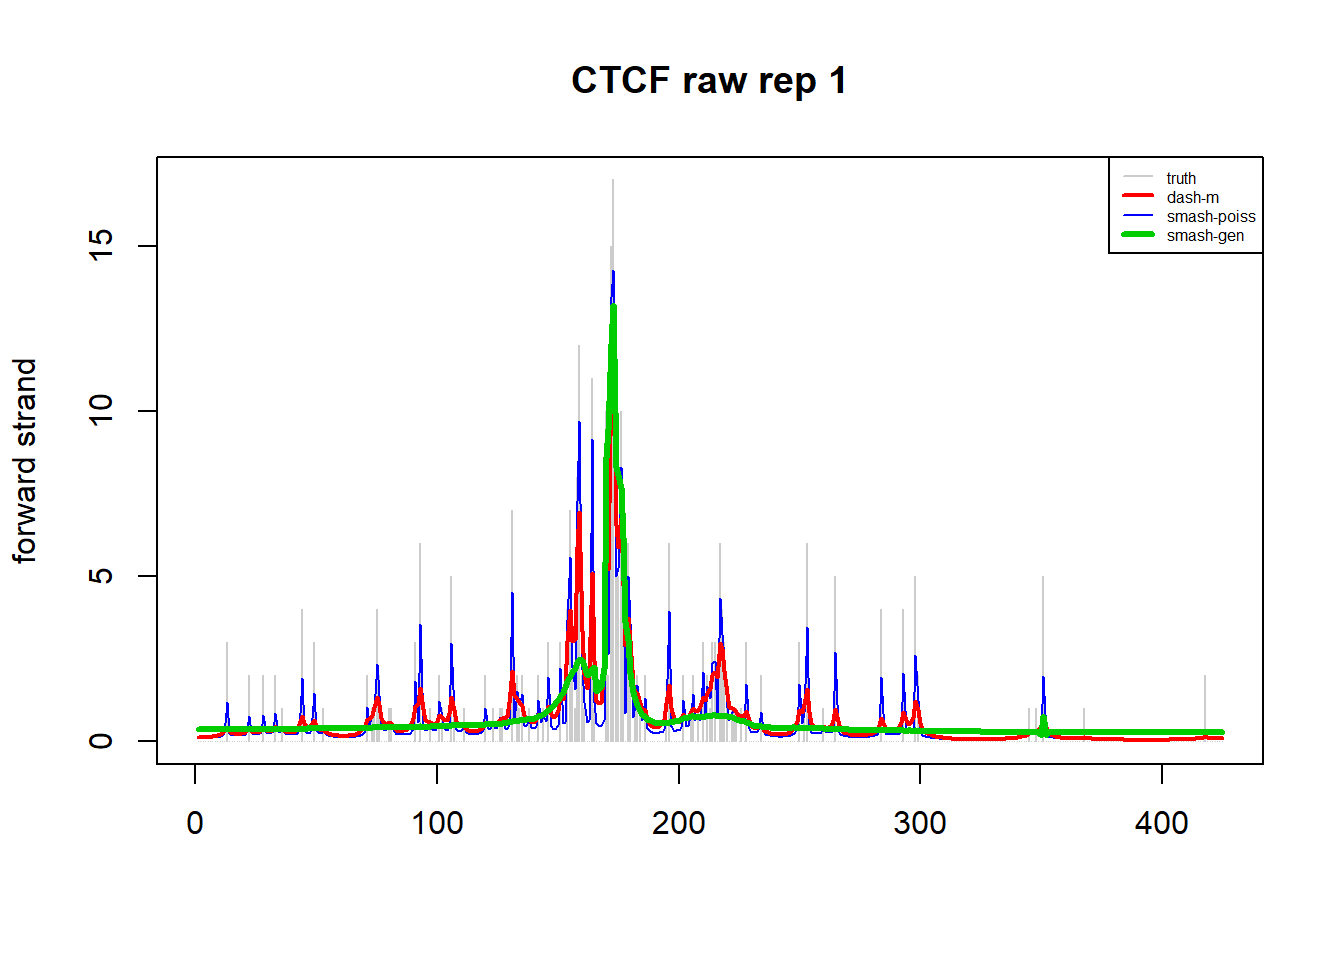 CTCF raw rep 1
truth
dash-m
smash-poiss
smash-gen
forward strand
15
10
5
0
0 100 200 300 400